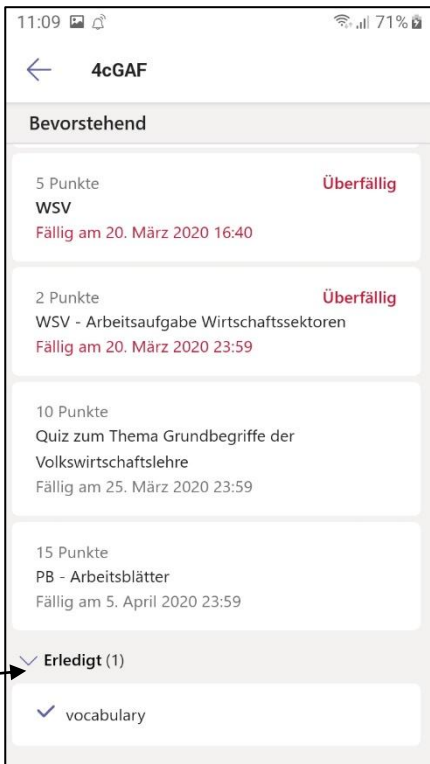 11:09 71%
4cGAF
Bevorstehend
5 Punkte Überfällig
WSV
Fällig am 20. März 2020 16:40
2 Punkte Überfällig
WSV - Arbeitsaufgabe Wirtschaftssektoren
Fällig am 20. März 2020 23:59
10 Punkte
Quiz zum Thema Grundbegriffe der
Volkswirtschaftslehre
Fällig am 25. März 2020 23:59
15 Punkte
PB - Arbeitsblätter
Fällig am 5. April 2020 23:59
Erledigt (1)
vocabulary